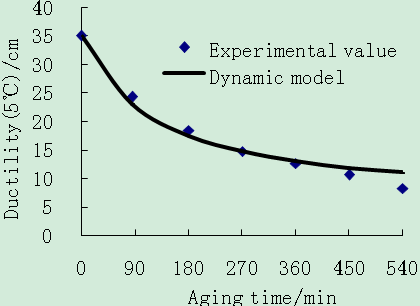 40
35
30
25
20
15
10
5
0
Ductility(5℃)/cm
Experimental value
Dynamic model
0 90 180 270 360 450 540
Aging time/min